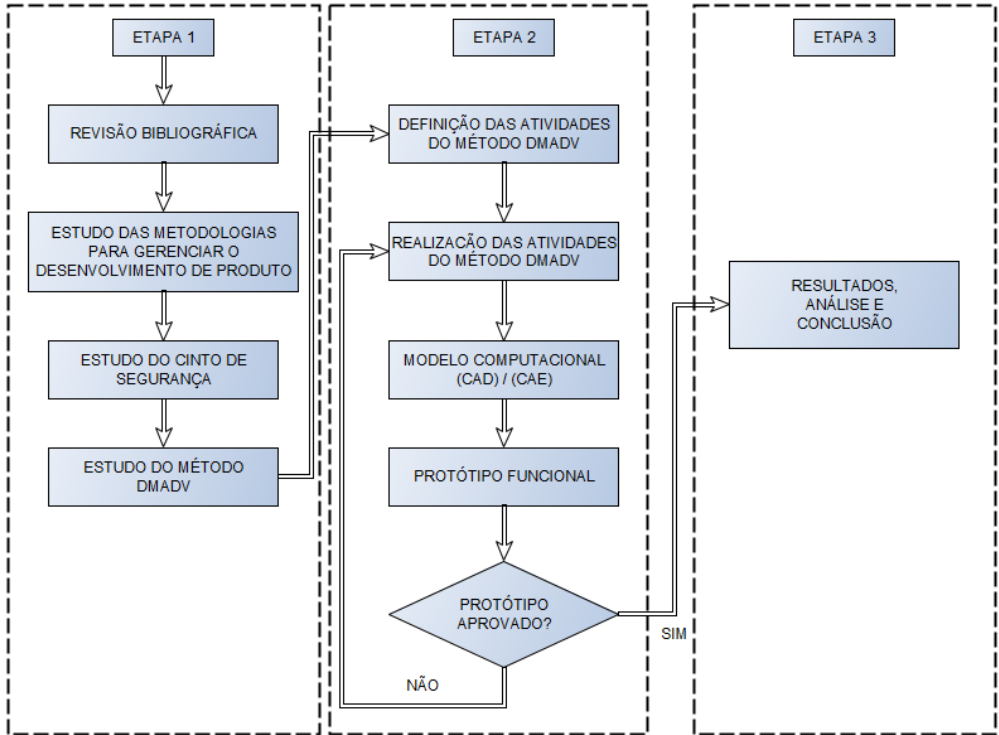 ETAPA 1
REVISÃO BIBLIOGRÁFICA
ESTUDO DAS METODOLOGIAS
PARA GERENCIAR O
DESENVOLVIMENTO DE PRODUTO
ESTUDO DO CINTO DE
SEGURANÇA
ESTUDO DO MÉTODO
DMADV
ETAPA 2
DEFINIÇÃO DAS ATIVIDADES
DO MÉTODO DMADV
REALIZACÃO DAS ATIVIDADES
DO MÉTODO DMADV
MODELO COMPUTACIONAL
(CAD) / (CAE)
PROTÓTIPO FUNCIONAL
PROTÓTIPO
APROVADO?
NÃO
SIM
ETAPA 3
RESULTADOS,
ANÁLISE E
CONCLUSÃO